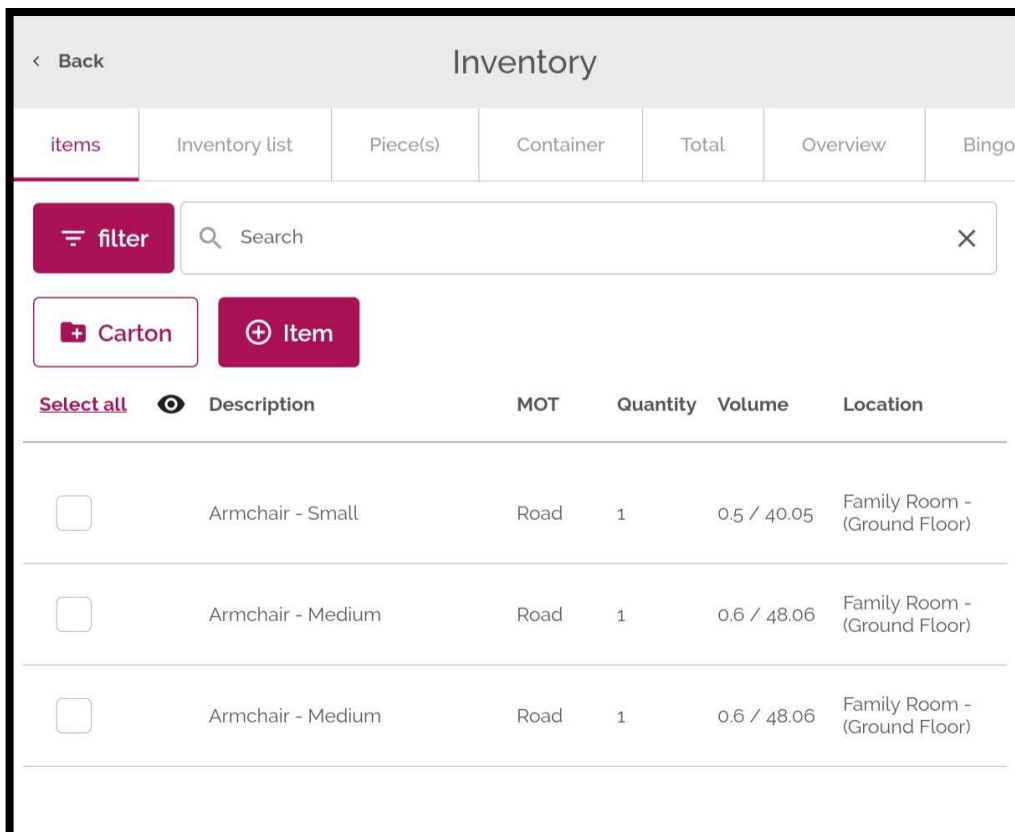 Back
Inventory
items Inventory list Piece(s) Container Total Overview Bingo
filter Search
Carton Item
Select all Description MOT Quantity Volume Location
Armchair - Small Road 1 0.5 / 40.05 Family Room -
(Ground Floor)
Armchair - Medium Road 1 0.6 / 48.06 Family Room -
(Ground Floor)
Armchair - Medium Road 1 0.6 / 48.06 Family Room -
(Ground Floor)